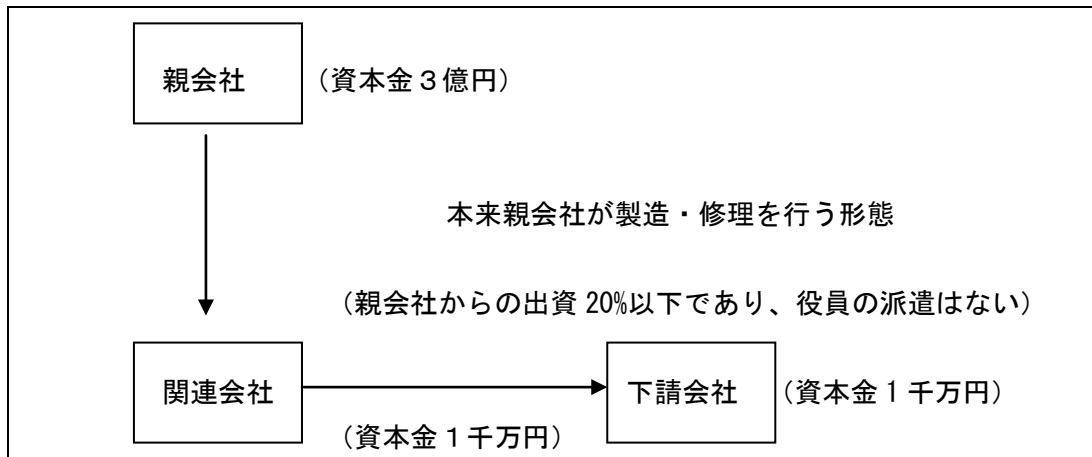 親会社
（資本金３億円）
本来親会社が製造・修理を行う形態
（親会社からの出資 20%以下であり、役員の派遣はない）
関連会社
下請会社
（資本金１千万円）
（資本金１千万円）